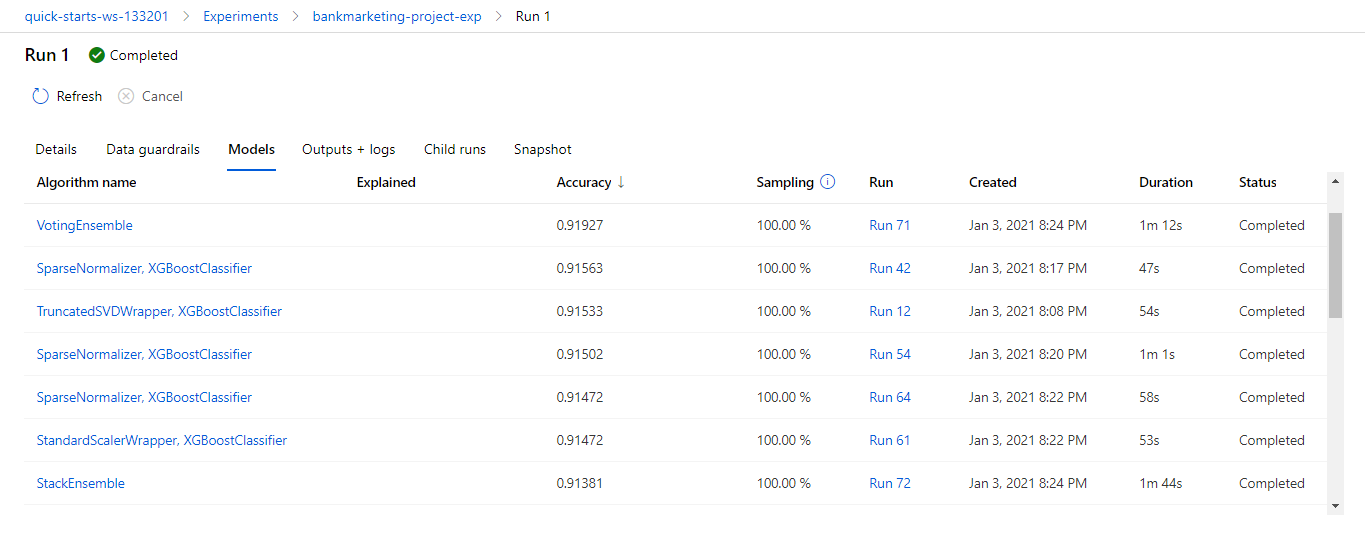 quick-starts-ws-133201 > Experiments > bankmarketing-project-exp > Run 1
Run 1 Completed
Refresh Cancel
Details Data guardrails Models Outputs + logs Child runs Snapshot
Algorithm name Explained Accuracy ↓ Sampling Run Created Duration Status
VotingEnsemble 0.91927 100.00 % Run 71 Jan 3, 2021 8:24 PM 1m 12s Completed
SparseNormalizer, XGBoostClassifier 0.91563 100.00 % Run 42 Jan 3, 2021 8:17 PM 47s Completed
TruncatedSVDWrapper, XGBoostClassifier 0.91533 100.00 % Run 12 Jan 3, 2021 8:08 PM 54s Completed
SparseNormalizer, XGBoostClassifier 0.91502 100.00 % Run 54 Jan 3, 2021 8:20 PM 1m 1s Completed
SparseNormalizer, XGBoostClassifier 0.91472 100.00 % Run 64 Jan 3, 2021 8:22 PM 58s Completed
StandardScalerWrapper, XGBoostClassifier 0.91472 100.00 % Run 61 Jan 3, 2021 8:22 PM 53s Completed
StackEnsemble 0.91381 100.00 % Run 72 Jan 3, 2021 8:24 PM 1m 44s Completed